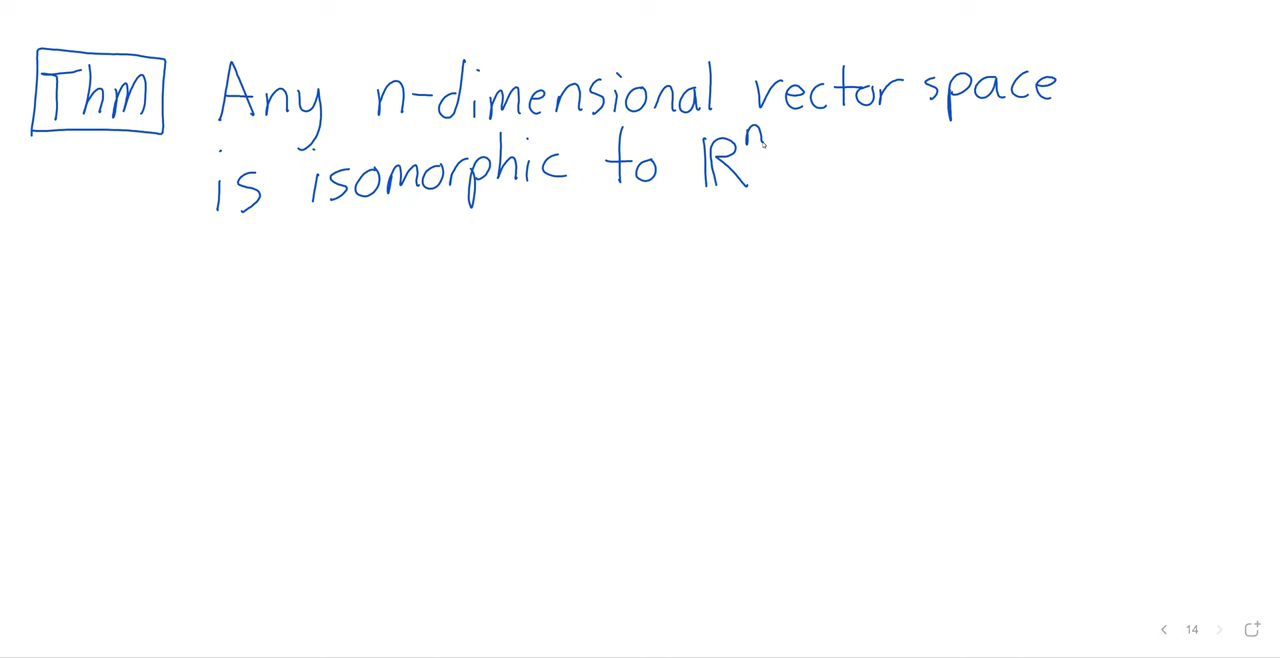 Thm Any n-dimensional vector space
is isomorphic to ℝⁿ
14